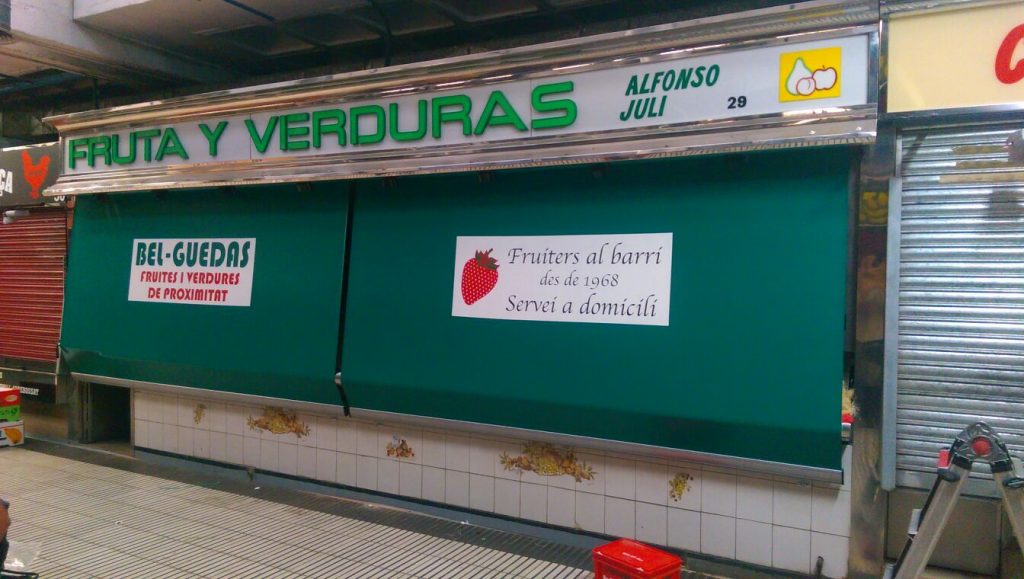 FRUTA Y VERDURAS
ALFONSO
JULI
29
BEL-GUEDAS
FRUITES I VERDURES
DE PROXIMITAT
Fruiters al barri
des de 1968
Servei a domicili